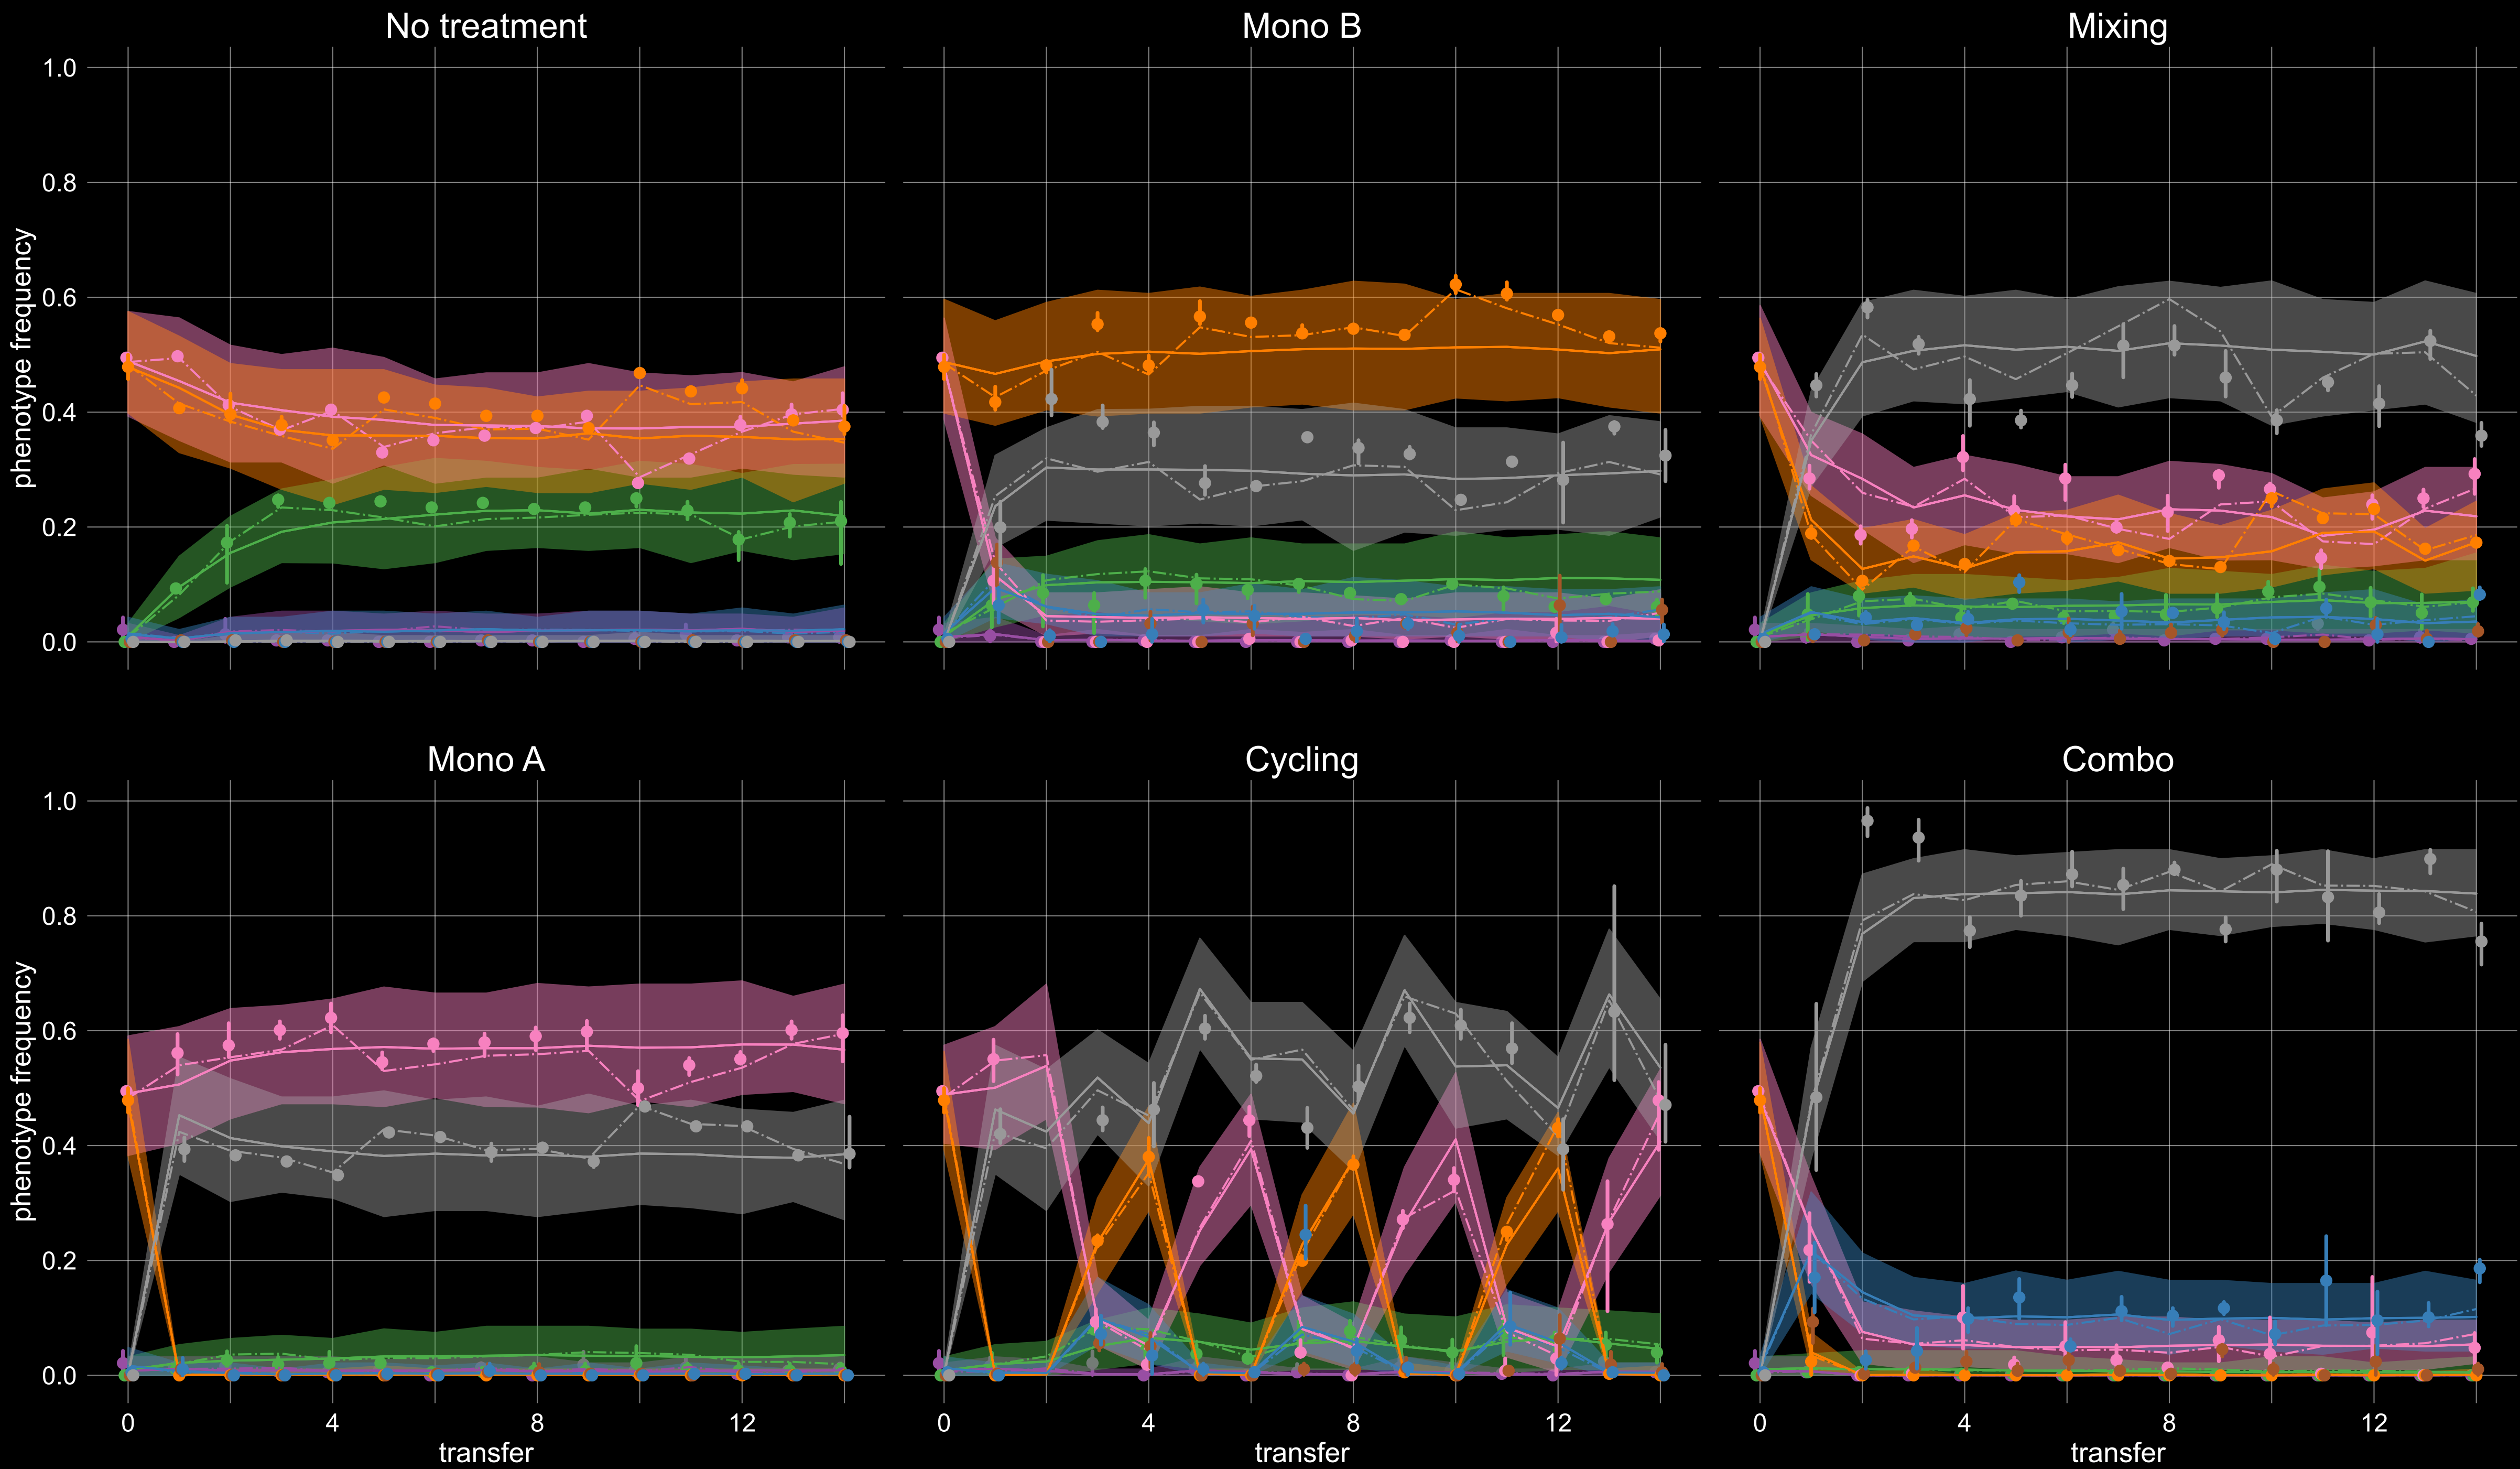 No treatment
Mono B
Mixing
phenotype frequency
1.0
0.8
0.6
0.4
0.2
0.0
Mono A
Cycling
Combo
phenotype frequency
1.0
0.8
0.6
0.4
0.2
0.0
0 4 8 12
0 4 8 12
0 4 8 12
transfer
transfer
transfer